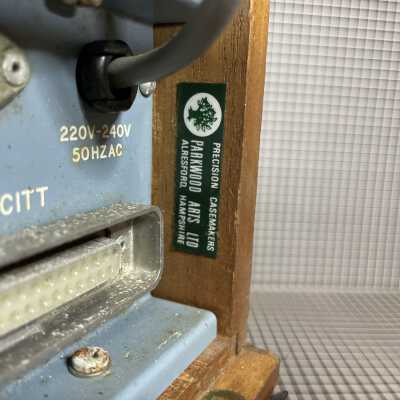 220V-240V
50HZAC
CITT
PRECISION CASEMAKERS
PARKWOOD ARTS LTD
ALRESFORD, HAMPSHIRE